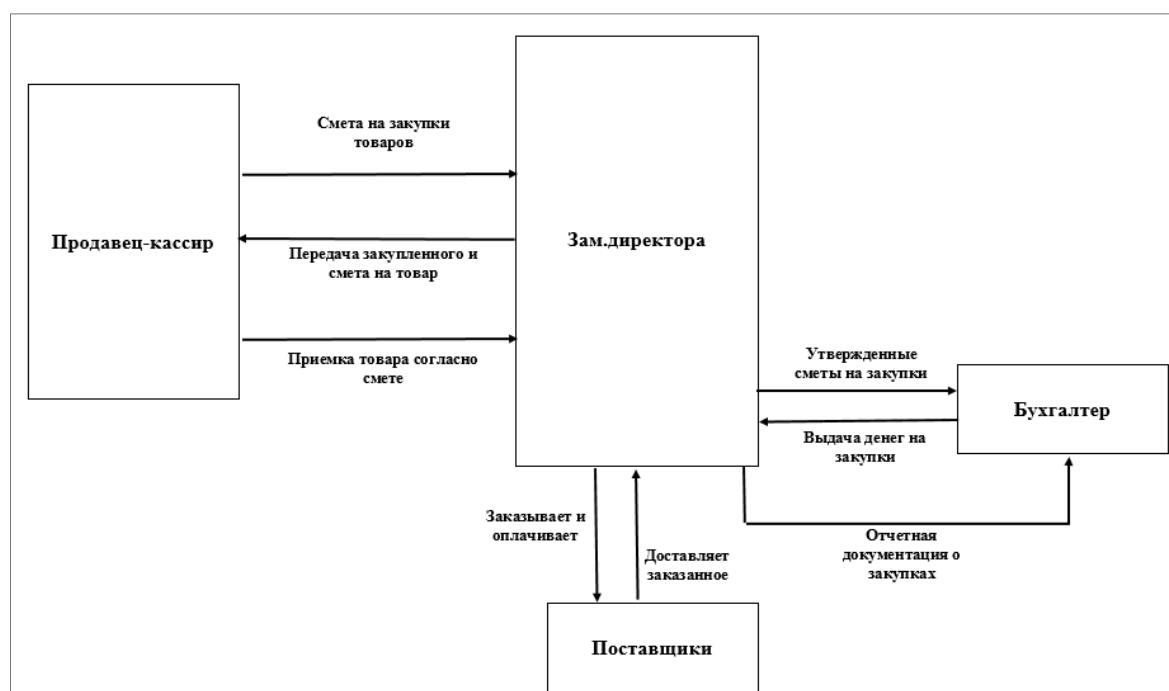 Смета на закупки
товаров
Продавец-кассир
Зам.директора
Передача закупленного и
смета на товар
Приемка товара согласно
смете
Утвержденные
сметы на закупки
Бухгалтер
Выдача денег на
закупки
Заказывает и
оплачивает
Доставляет
заказанное
Отчетная
документация о
закупках
Поставщики